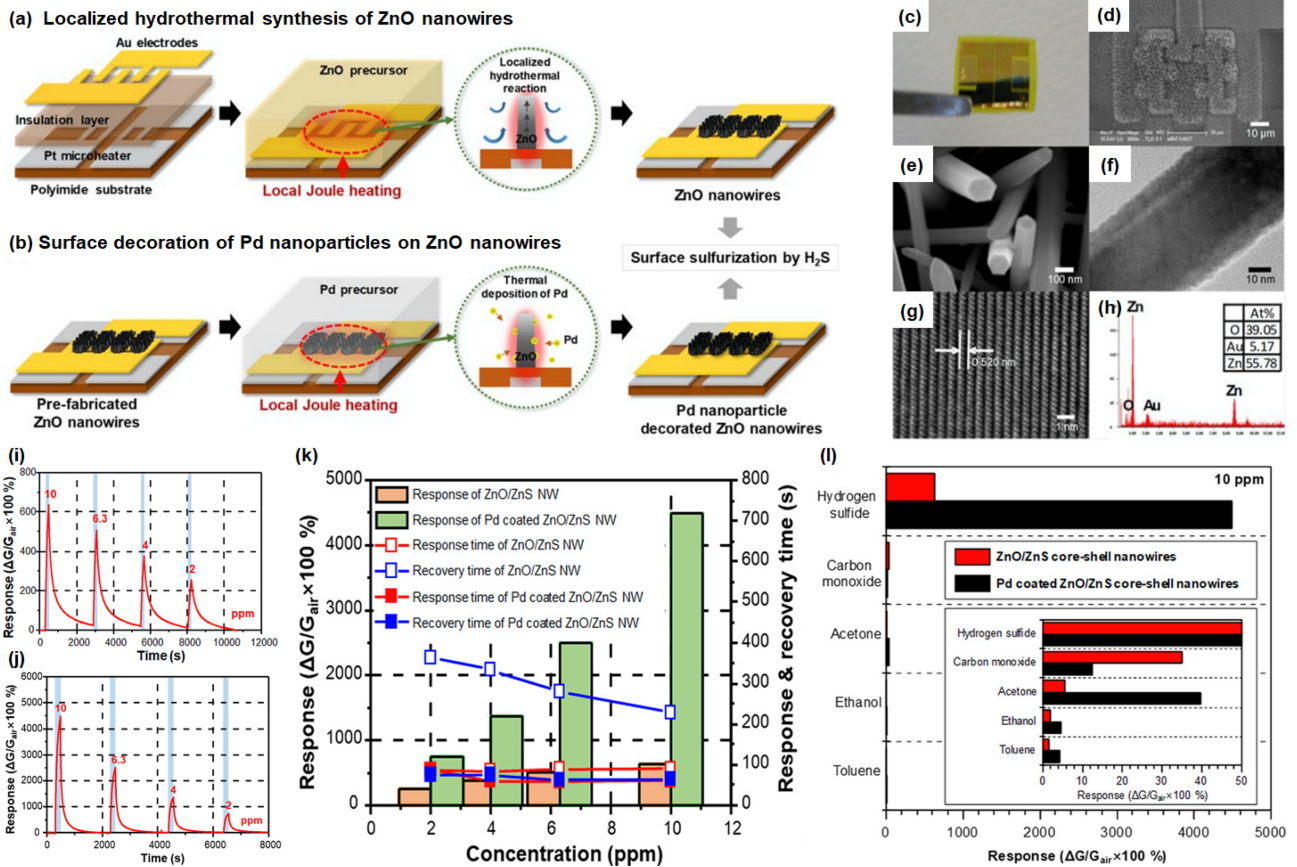 (a) Localized hydrothermal synthesis of ZnO nanowires
Au electrodes
Insulation layer
Pt microheater
Polyimide substrate
ZnO precursor
Local Joule heating
Localized
hydrothermal
reaction
ZnO
ZnO nanowires
(b) Surface decoration of Pd nanoparticles on ZnO nanowires
Surface sulfurization by H2S
Pre-fabricated
ZnO nanowires
Pd precursor
Local Joule heating
Thermal
deposition of Pd
Pd
ZnO
Pd nanoparticle
decorated ZnO nanowires
(c)
(d)
10 µm
(e)
100 nm
(f)
10 nm
(g)
0.520 nm
1 nm
(h)
Zn
O
Au
Zn
At%
O 39.05
Au 5.17
Zn 55.78
(i)
Response (ΔG/Gair×100 %)
800
600
400
200
0
10
6.3
4
2
ppm
0 2000 4000 6000 8000 10000 12000
Time (s)
(j)
Response (ΔG/Gair×100 %)
6000
5000
4000
3000
2000
1000
0
10
6.3
4
2
ppm
0 2000 4000 6000 8000
Time (s)
(k)
Response (ΔG/Gair×100 %)
5000
4500
4000
3000
2000
1000
0
Response of ZnO/ZnS NW
Response of Pd coated ZnO/ZnS NW
Response time of ZnO/ZnS NW
Recovery time of ZnO/ZnS NW
Response time of Pd coated ZnO/ZnS NW
Recovery time of Pd coated ZnO/ZnS NW
800
700
600
500
400
300
200
100
0
Response & recovery time (s)
0 2 4 6 8 10 12
Concentration (ppm)
(l)
10 ppm
Hydrogen
sulfide
Carbon
monoxide
Acetone
Ethanol
Toluene
ZnO/ZnS core-shell nanowires
Pd coated ZnO/ZnS core-shell nanowires
Hydrogen sulfide
Carbon monoxide
Acetone
Ethanol
Toluene
0 10 20 30 40 50
Response (ΔG/Gair×100 %)
0 1000 2000 3000 4000 5000
Response (ΔG/Gair×100 %)